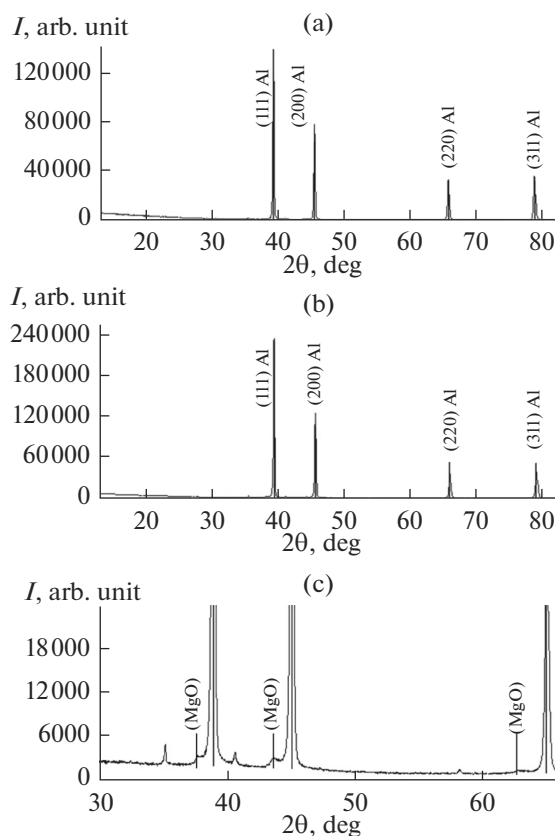 I, arb. unit
(a)
120000
80000
40000
0
(111) Al
(200) Al
(220) Al
(311) Al
20 30 40 50 60 70 80
2θ, deg
I, arb. unit
(b)
240000
180000
120000
60000
0
(111) Al
(200) Al
(220) Al
(311) Al
20 30 40 50 60 70 80
2θ, deg
I, arb. unit
(c)
18000
12000
6000
0
(MgO)
(MgO)
(MgO)
30 40 50 60
2θ, deg